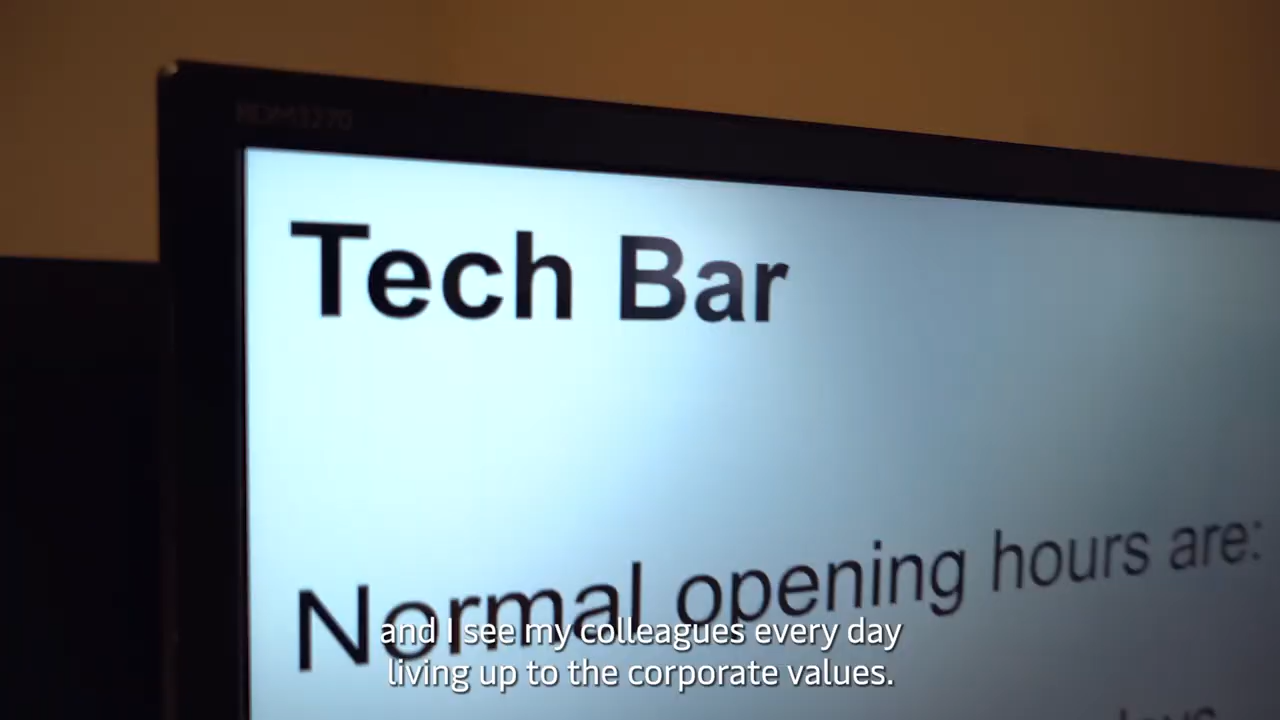 Tech Bar
Normal opening hours are:
and I see my colleagues every day
living up to the corporate values.